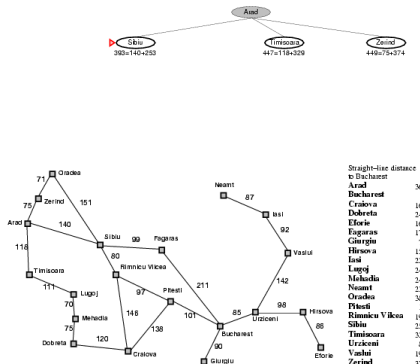 Arad
Sibiu
Timisoara
Zerind
393=140+253
447=118+329
449=75+374
Straight-line distance
to Bucharest
Arad
Bucharest
Craiova
Dobreta
Eforie
Fagaras
Giurgiu
Hirsova
Iasi
Lugoj
Mehadia
Neamt
Oradea
Pitesti
Rimnicu Vilcea
Sibiu
Timisoara
Urziceni
Vaslui
Zerind
Oradea
71
Neamt
87
Zerind
151
75
Iasi
Arad
140
92
Sibiu
99
Fagaras
118
80
Vaslui
Timisoara
Rimnicu Vilcea
111
Lugoj
97
Pitesti
211
142
70
98
Hirsova
Mehadia
146
101
85
Urziceni
75
138
86
Bucharest
Dobreta
120
90
Craiova
Eforie
Giurgiu